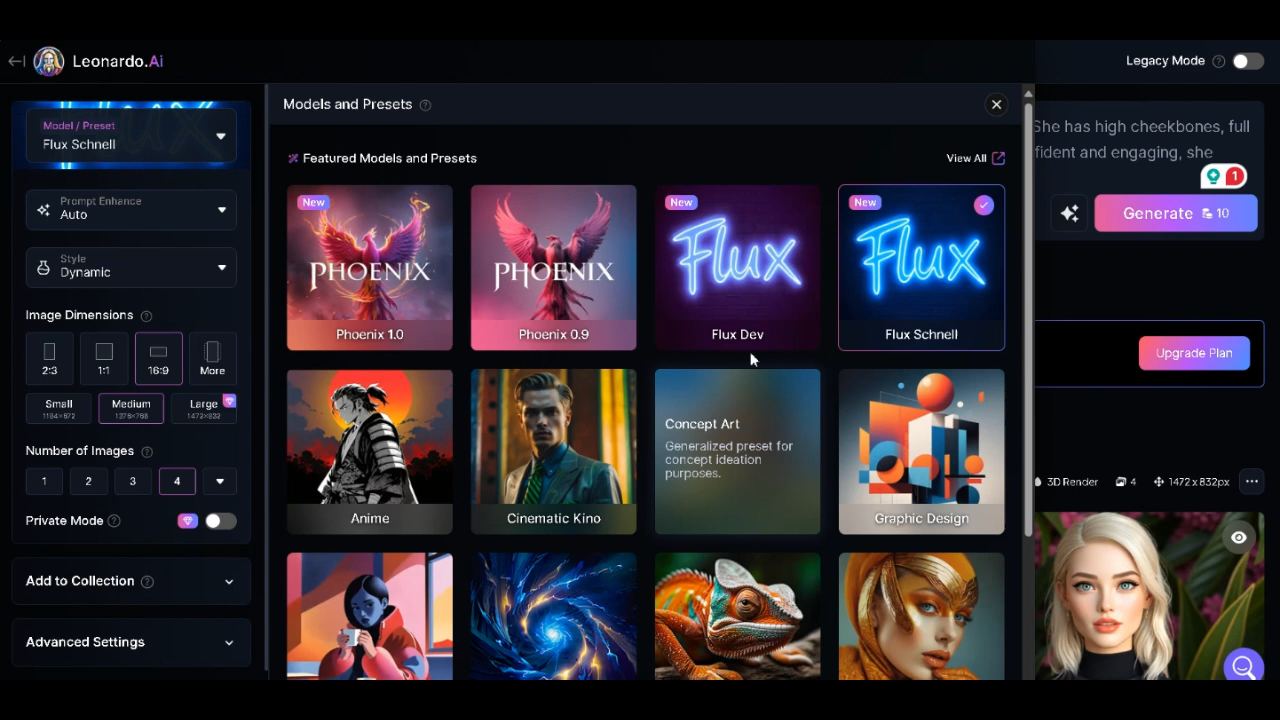 Leonardo.Ai
Legacy Mode
Model / Preset
Flux Schnell
Prompt Enhance
Auto
Style
Dynamic
Image Dimensions
2:3
1:1
16:9
More
Small
Medium
Large
1472×832
Number of Images
1
2
3
4
Private Mode
Add to Collection
Advanced Settings
Models and Presets
Featured Models and Presets
View All
New
PHOENIX
Phoenix 1.0
PHOENIX
Phoenix 0.9
New
Flux
Flux Dev
New
Flux
Flux Schnell
Anime
Cinematic Kino
Concept Art
Generalized preset for
concept ideation
purposes.
Graphic Design
She has high cheekbones, full
fident and engaging, she
1
Generate 10
Upgrade Plan
3D Render 4 1472 x 832px